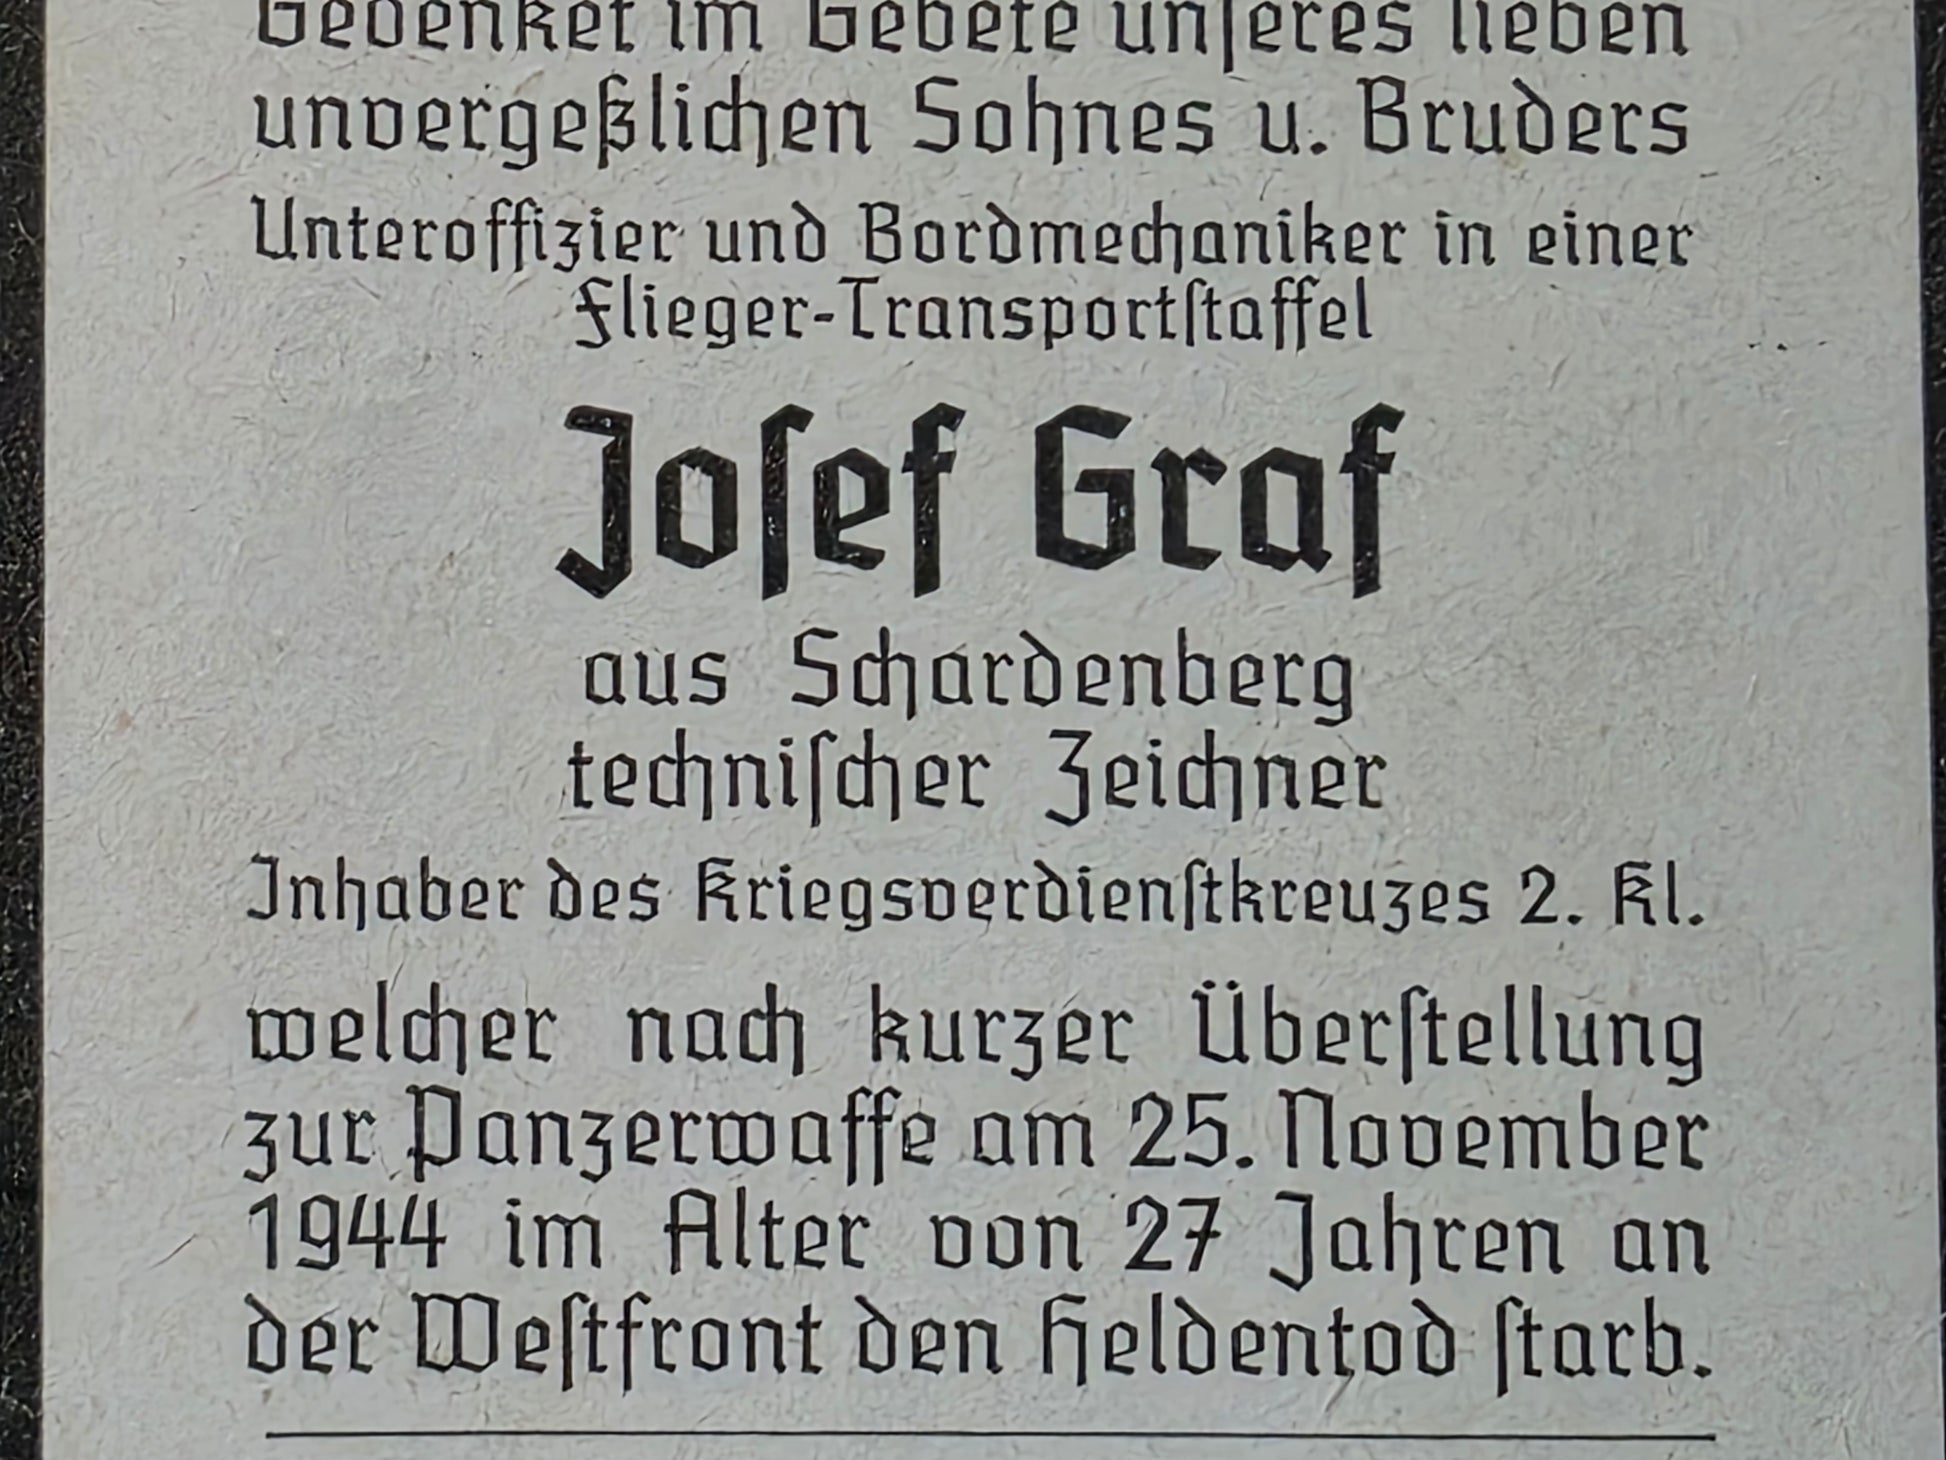 Gedenket im Gebete unſeres lieben
unvergeßlichen Sohnes u. Bruders
Unteroffizier und Bordmechaniker in einer
Flieger-Transportſtaffel
Joſef Graf
aus Schardenberg
techniſcher Zeichner
Inhaber des Kriegsverdienſtkreuzes 2. Kl.
welcher nach kurzer Überſtellung
zur Panzerwaffe am 25. November
1944 im Alter von 27 Jahren an
der Weſtfront den Heldentod ſtarb.